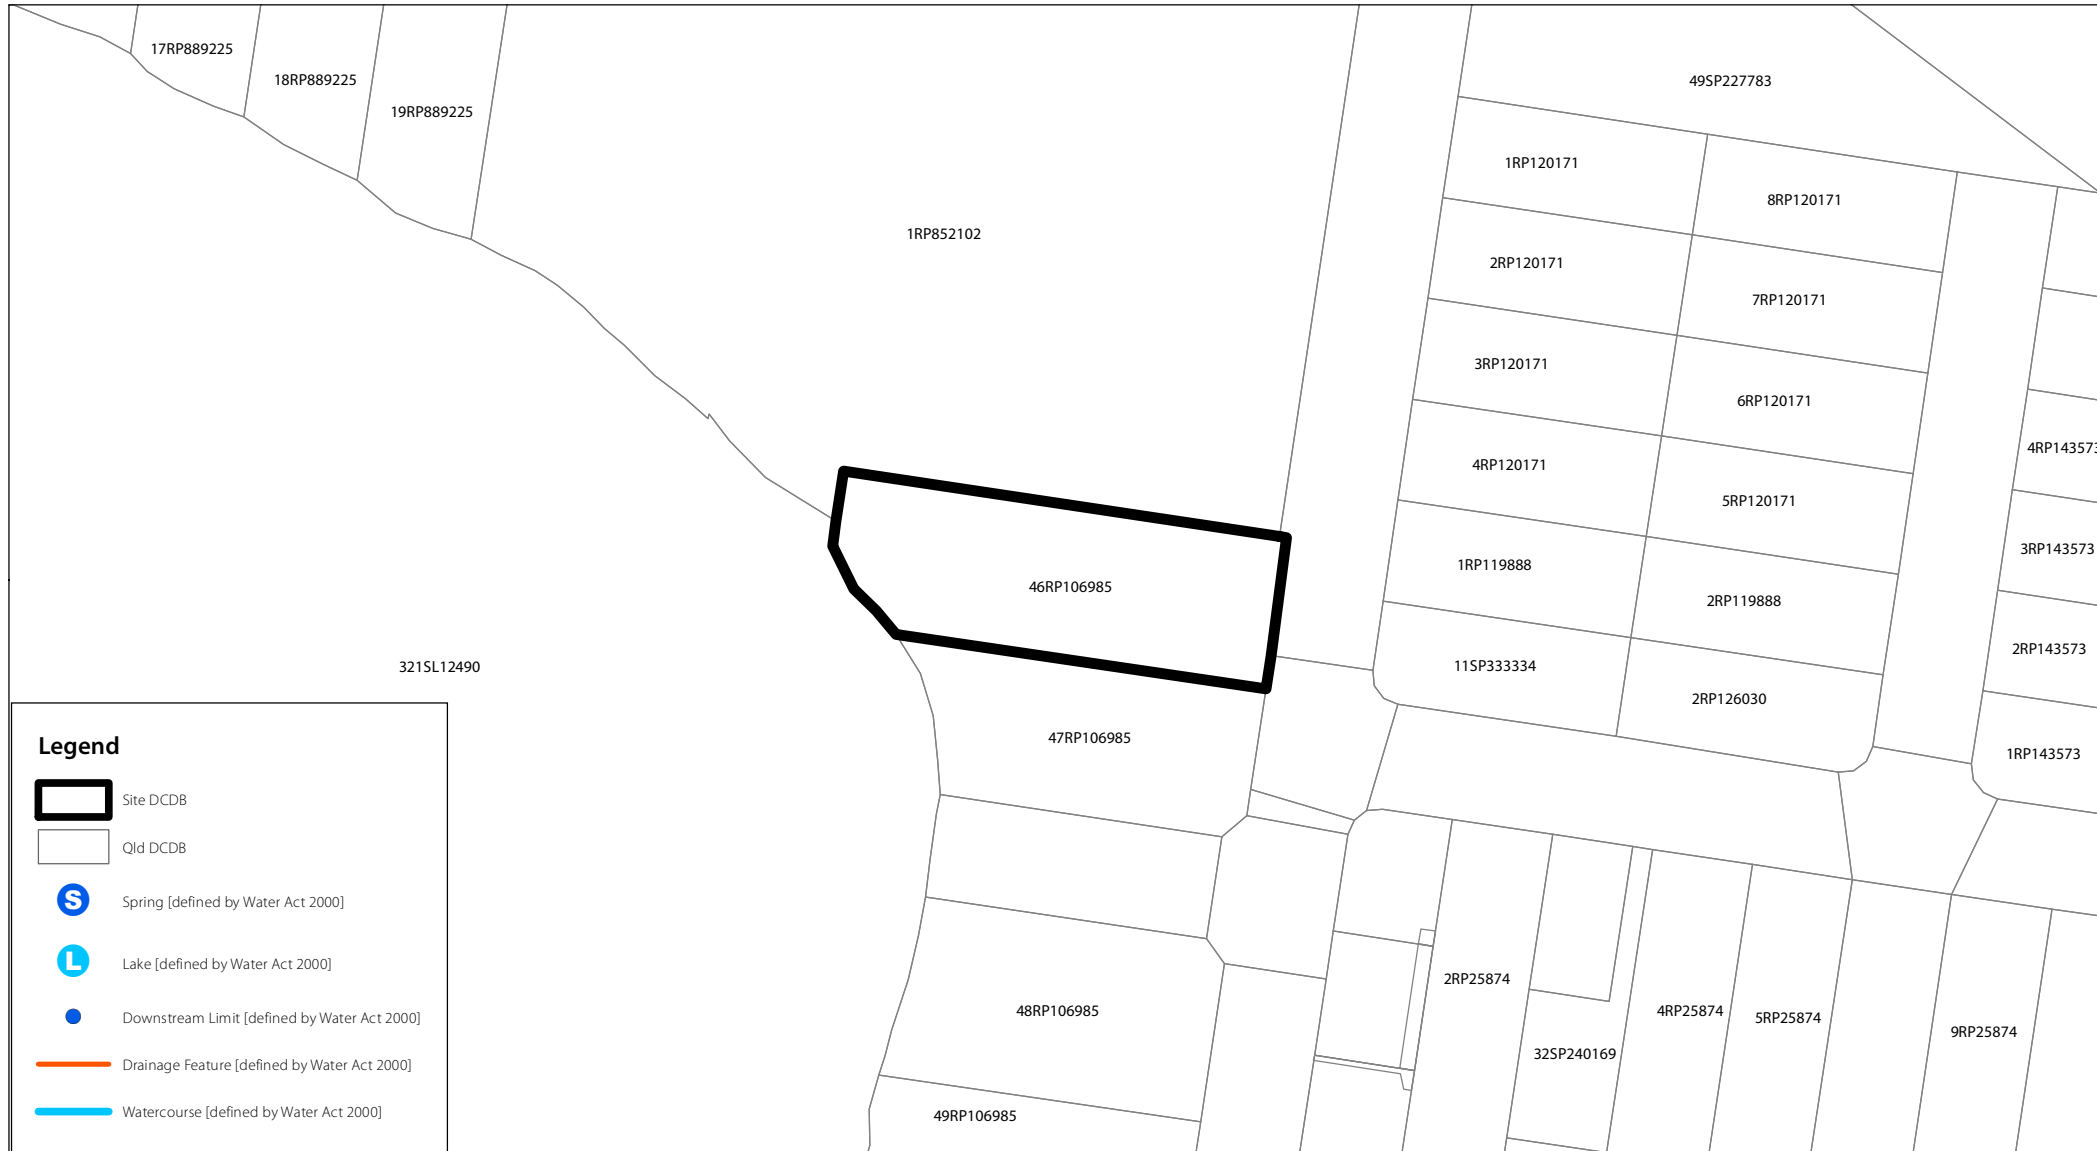 17RP889225
18RP889225
19RP889225
49SP227783
1RP120171
8RP120171
1RP852102
2RP120171
7RP120171
3RP120171
6RP120171
4RP143573
4RP120171
5RP120171
3RP143573
1RP119888
46RP106985
2RP119888
2RP143573
321SL12490
11SP333334
2RP126030
47RP106985
1RP143573
2RP25874
48RP106985
4RP25874
5RP25874
9RP25874
32SP240169
49RP106985
Legend
Site DCDB
Qld DCDB
S Spring [defined by Water Act 2000]
L Lake [defined by Water Act 2000]
Downstream Limit [defined by Water Act 2000]
Drainage Feature [defined by Water Act 2000]
Watercourse [defined by Water Act 2000]